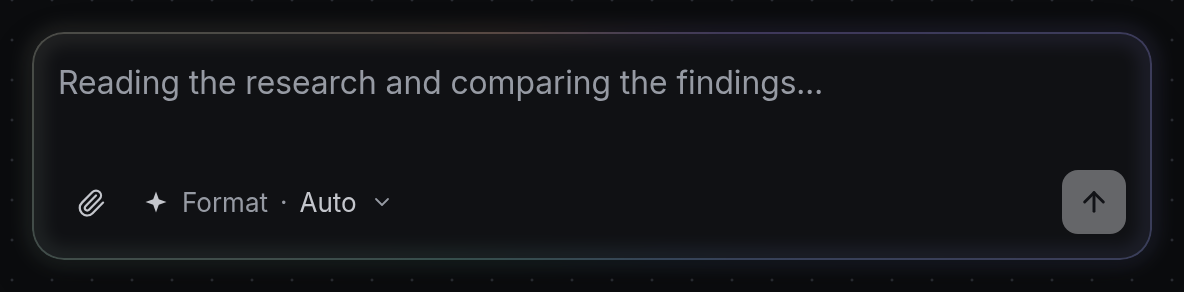 Reading the research and comparing the findings...
Format · Auto